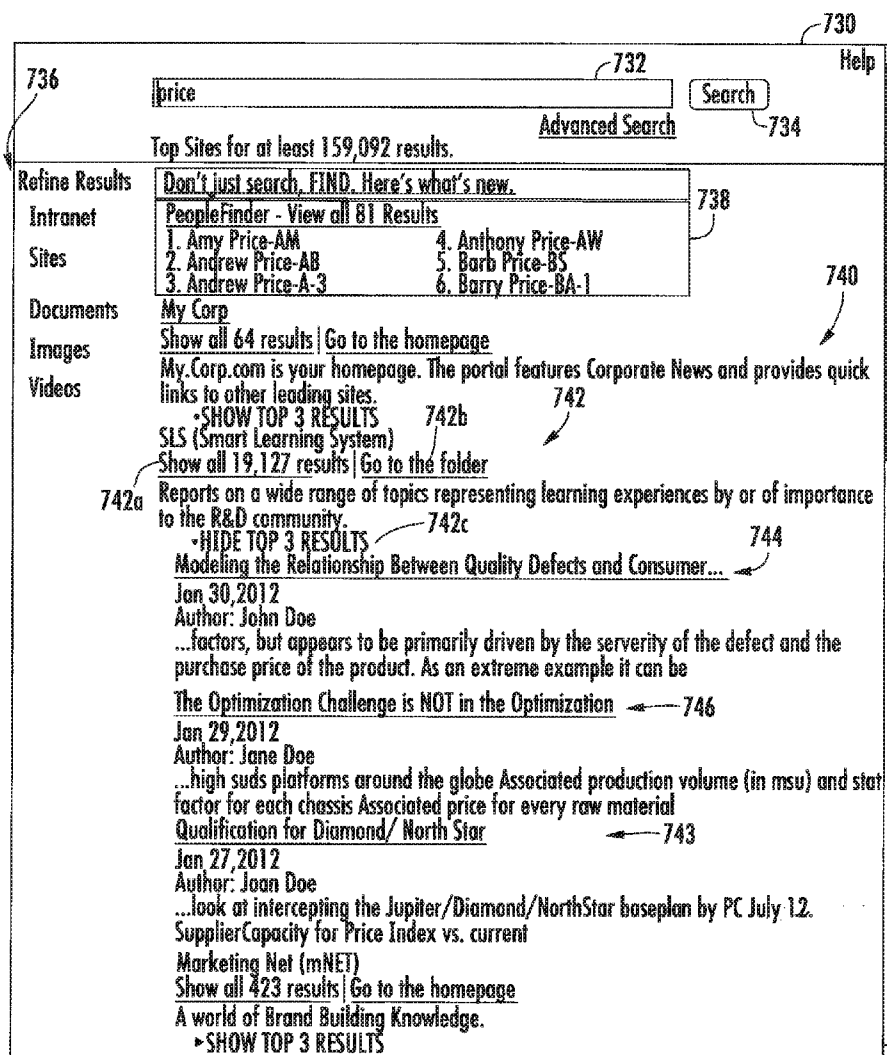 730
Help
736
732
price
Search
Advanced Search
734
Top Sites for at least 159,092 results.
Refine Results
Don't just search, FIND. Here's what's new.
738
Intranet
PeopleFinder - View all 81 Results
1. Amy Price-AM
4. Anthony Price-AW
Sites
2. Andrew Price-AB
5. Barb Price-BS
3. Andrew Price-A-3
6. Barry Price-BA-1
740
Documents
My Corp
Images
Show all 64 results|Go to the homepage
Videos
My.Corp.com is your homepage. The portal features Corporate News and provides quick
links to other leading sites.
742
•SHOW TOP 3 RESULTS
742b
SLS (Smart Learning System)
Show all 19,127 results|Go to the folder
742a
Reports on a wide range of topics representing learning experiences by or of importance
to the R&D community.
742c
•HIDE TOP 3 RESULTS
744
Modeling the Relationship Between Quality Defects and Consumer...
Jan 30,2012
Author: John Doe
...factors, but appears to be primarily driven by the serverity of the defect and the
purchase price of the product. As an extreme example it can be
The Optimization Challenge is NOT in the Optimization
746
Jan 29,2012
Author: Jane Doe
...high suds platforms around the globe Associated production volume (in msu) and stat
factor for each chassis Associated price for every raw material
Qualification for Diamond/ North Star
743
Jan 27,2012
Author: Joan Doe
...look at intercepting the Jupiter/Diamond/NorthStar baseplan by PC July 12.
SupplierCapacity for Price Index vs. current
Marketing Net (mNET)
Show all 423 results|Go to the homepage
A world of Brand Building Knowledge.
▸SHOW TOP 3 RESULTS